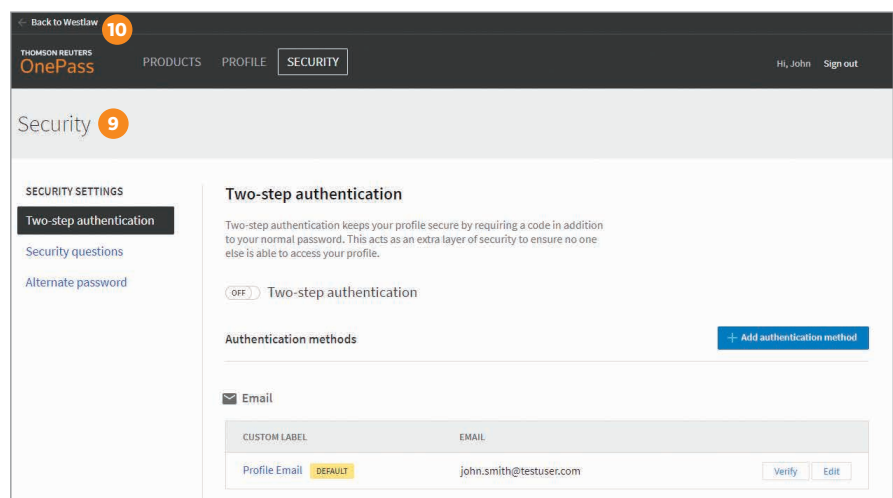 ← Back to Westlaw 10
THOMSON REUTERS
OnePass PRODUCTS PROFILE SECURITY Hi, John Sign out
Security 9
SECURITY SETTINGS
Two-step authentication
Security questions
Alternate password
Two-step authentication
Two-step authentication keeps your profile secure by requiring a code in addition
to your normal password. This acts as an extra layer of security to ensure no one
else is able to access your profile.
OFF Two-step authentication
Authentication methods + Add authentication method
Email
CUSTOM LABEL EMAIL
Profile Email DEFAULT john.smith@testuser.com Verify Edit